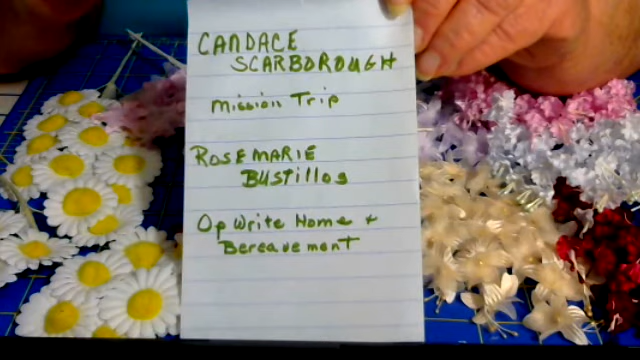 CANDACE
SCARBOROUGH
Mission Trip
ROSEMARIE
BUSTILLOS
Op Write Home +
Bereavement